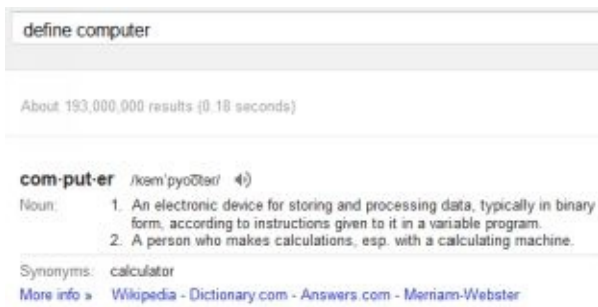 define computer
About 193,000,000 results (0.18 seconds)
com·put·er /kəmˈpyo͞otər/
Noun: 1. An electronic device for storing and processing data, typically in binary
form, according to instructions given to it in a variable program.
2. A person who makes calculations, esp. with a calculating machine.
Synonyms: calculator
More info » Wikipedia - Dictionary.com - Answers.com - Merriam-Webster